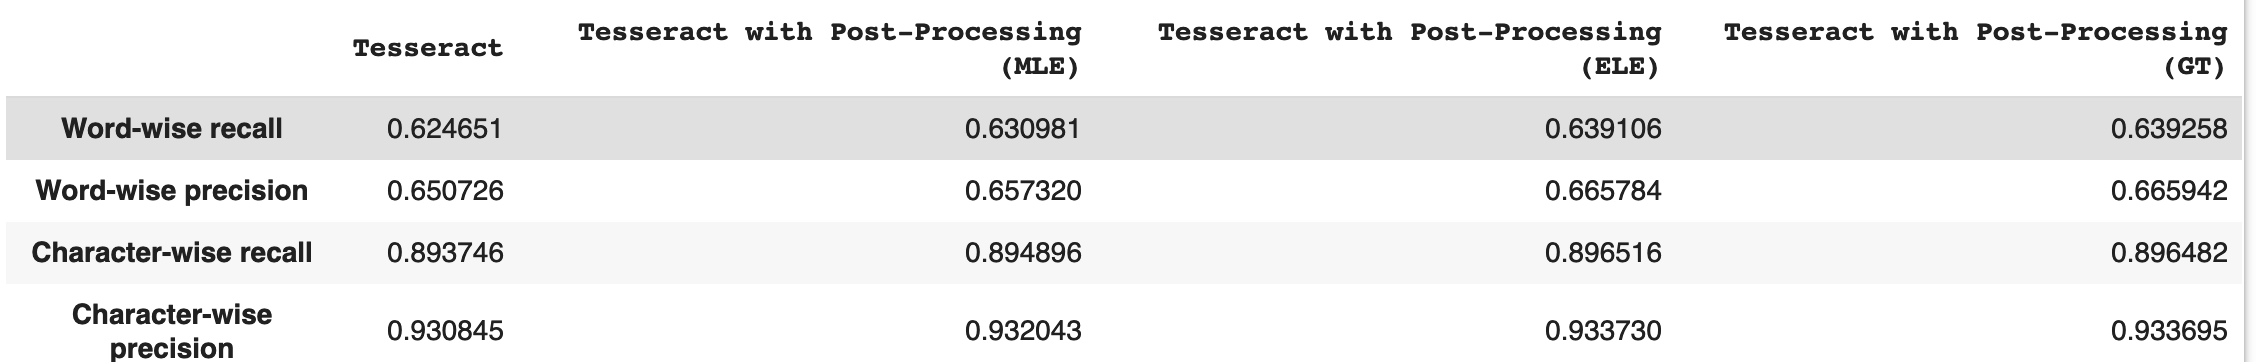 Tesseract Tesseract with Post-Processing (MLE) Tesseract with Post-Processing (ELE) Tesseract with Post-Processing (GT)
Word-wise recall 0.624651 0.630981 0.639106 0.639258
Word-wise precision 0.650726 0.657320 0.665784 0.665942
Character-wise recall 0.893746 0.894896 0.896516 0.896482
Character-wise precision 0.930845 0.932043 0.933730 0.933695